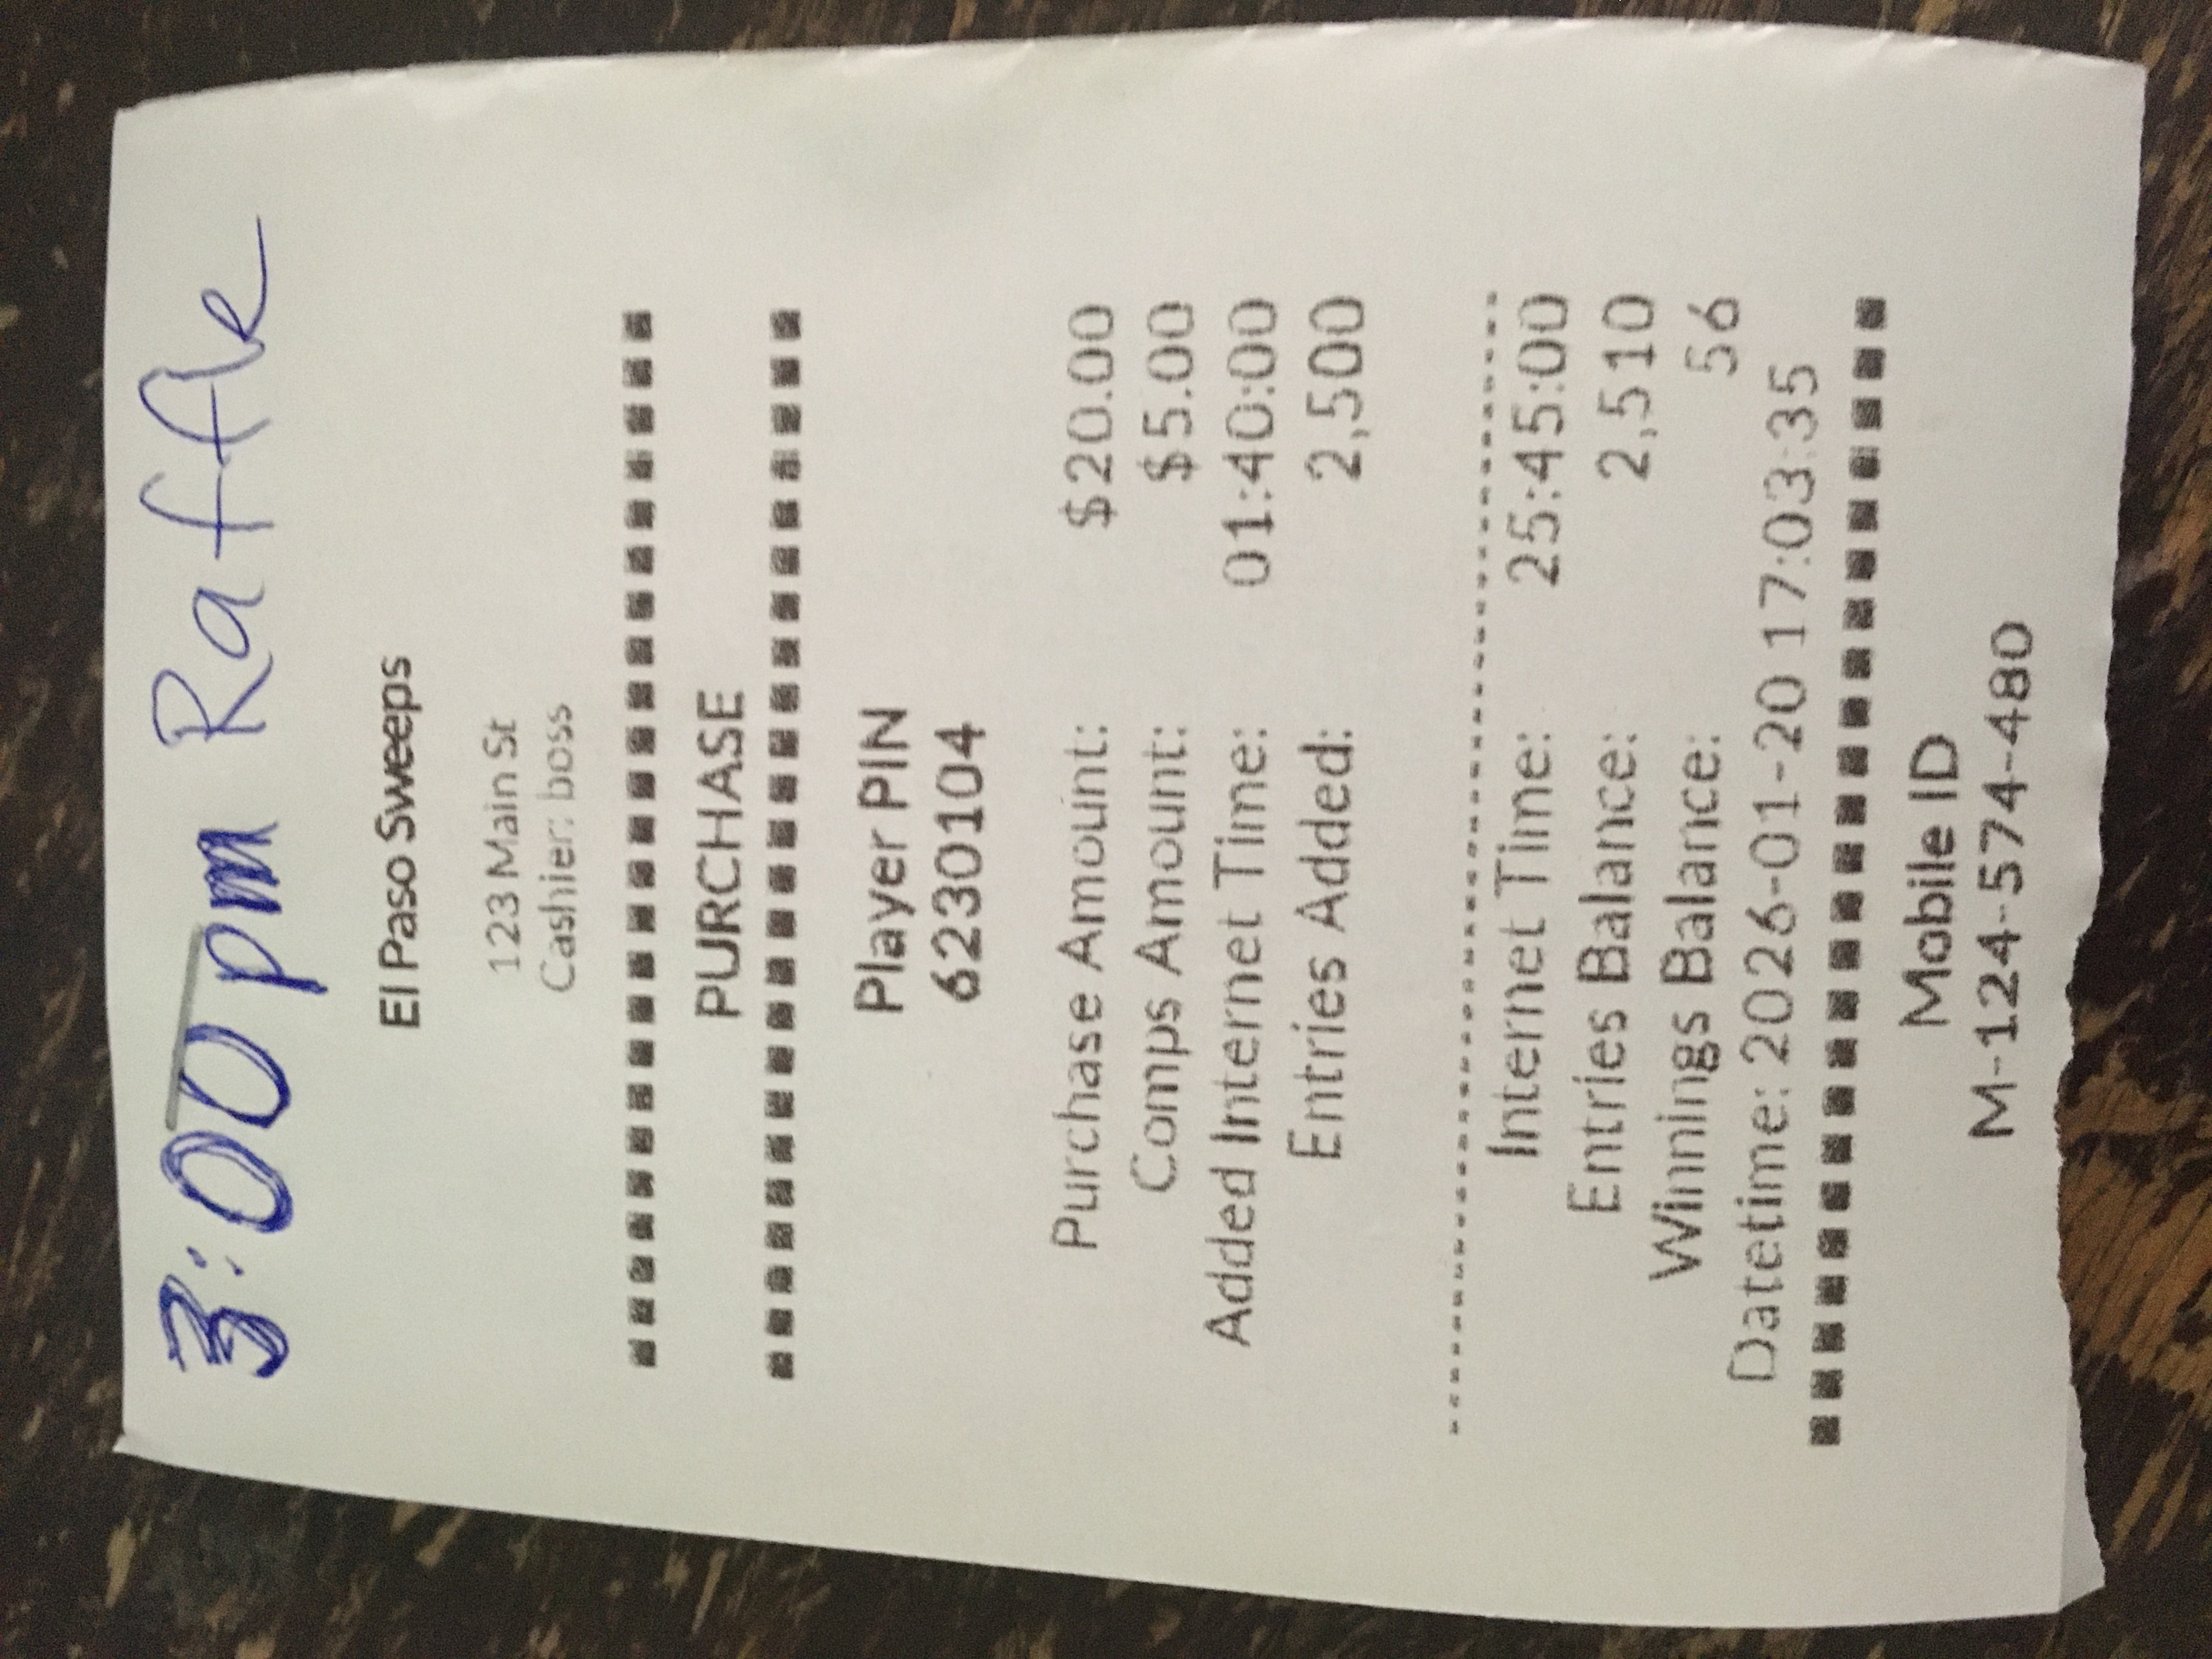 3:00 pm Raffle
El Paso Sweeps
123 Main St
Cashier: boss
PURCHASE
Player PIN
6230104
Purchase Amount: $20.00
Comps Amount: $5.00
Added Internet Time: 01:40:00
Entries Added: 2,500
Internet Time: 25:45:00
Entries Balance: 2,510
Winnings Balance: 56
Datetime: 2026-01-20 17:03:35
Mobile ID
M-124-574-480